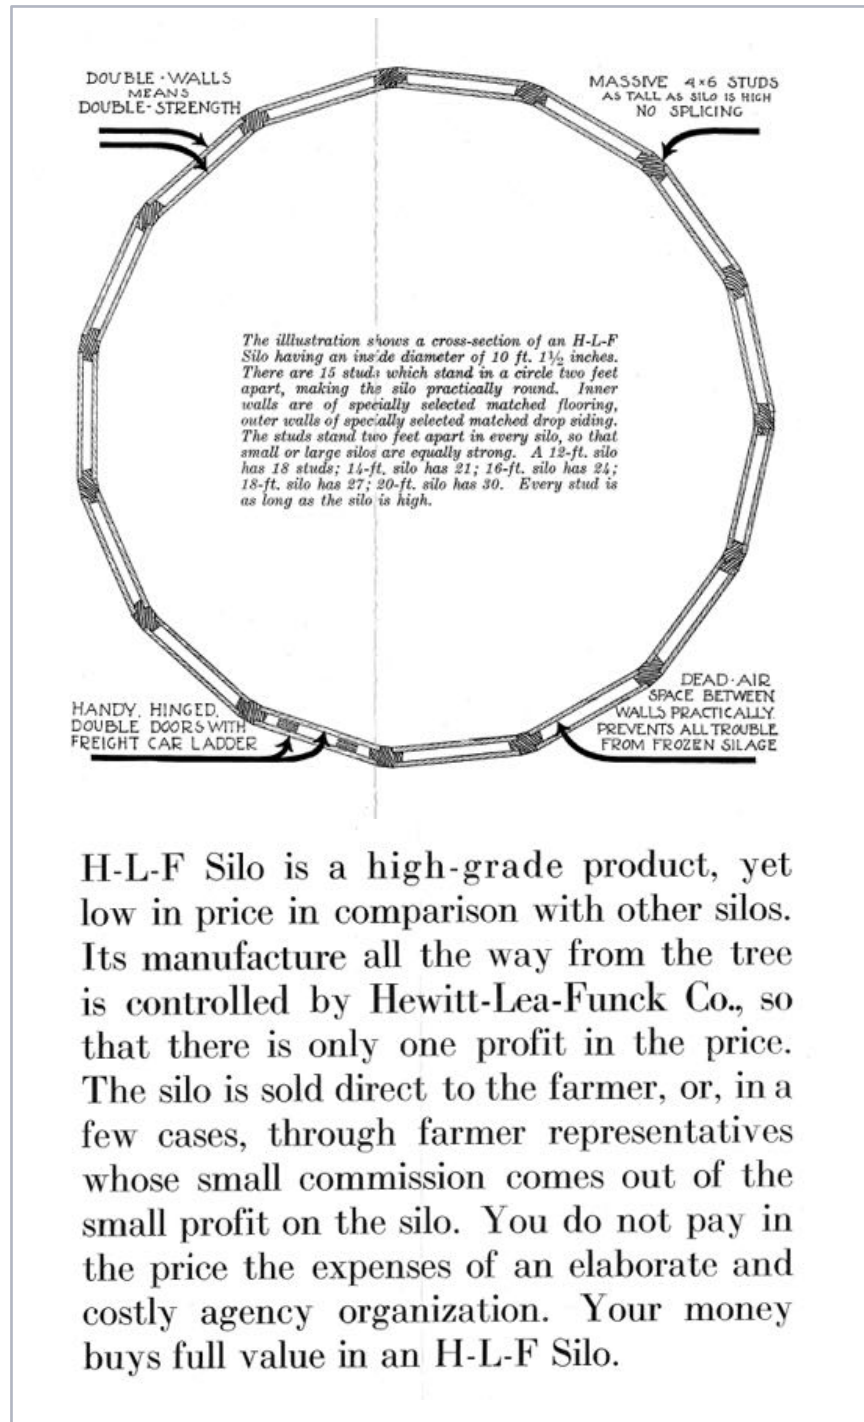 DOUBLE-WALLS
MEANS
DOUBLE-STRENGTH
MASSIVE 4×6 STUDS
AS TALL AS SILO IS HIGH
NO SPLICING
The illlustration shows a cross-section of an H-L-F
Silo having an inside diameter of 10 ft. 1½ inches.
There are 15 studs which stand in a circle two feet
apart, making the silo practically round. Inner
walls are of specially selected matched flooring,
outer walls of specially selected matched drop siding.
The studs stand two feet apart in every silo, so that
small or large silos are equally strong. A 12-ft. silo
has 18 studs; 14-ft. silo has 21; 16-ft. silo has 24;
18-ft. silo has 27; 20-ft. silo has 30. Every stud is
as long as the silo is high.
HANDY, HINGED,
DOUBLE DOORS WITH
FREIGHT CAR LADDER
DEAD-AIR
SPACE BETWEEN
WALLS PRACTICALLY
PREVENTS ALL TROUBLE
FROM FROZEN SILAGE
H-L-F Silo is a high-grade product, yet
low in price in comparison with other silos.
Its manufacture all the way from the tree
is controlled by Hewitt-Lea-Funck Co., so
that there is only one profit in the price.
The silo is sold direct to the farmer, or, in a
few cases, through farmer representatives
whose small commission comes out of the
small profit on the silo. You do not pay in
the price the expenses of an elaborate and
costly agency organization. Your money
buys full value in an H-L-F Silo.